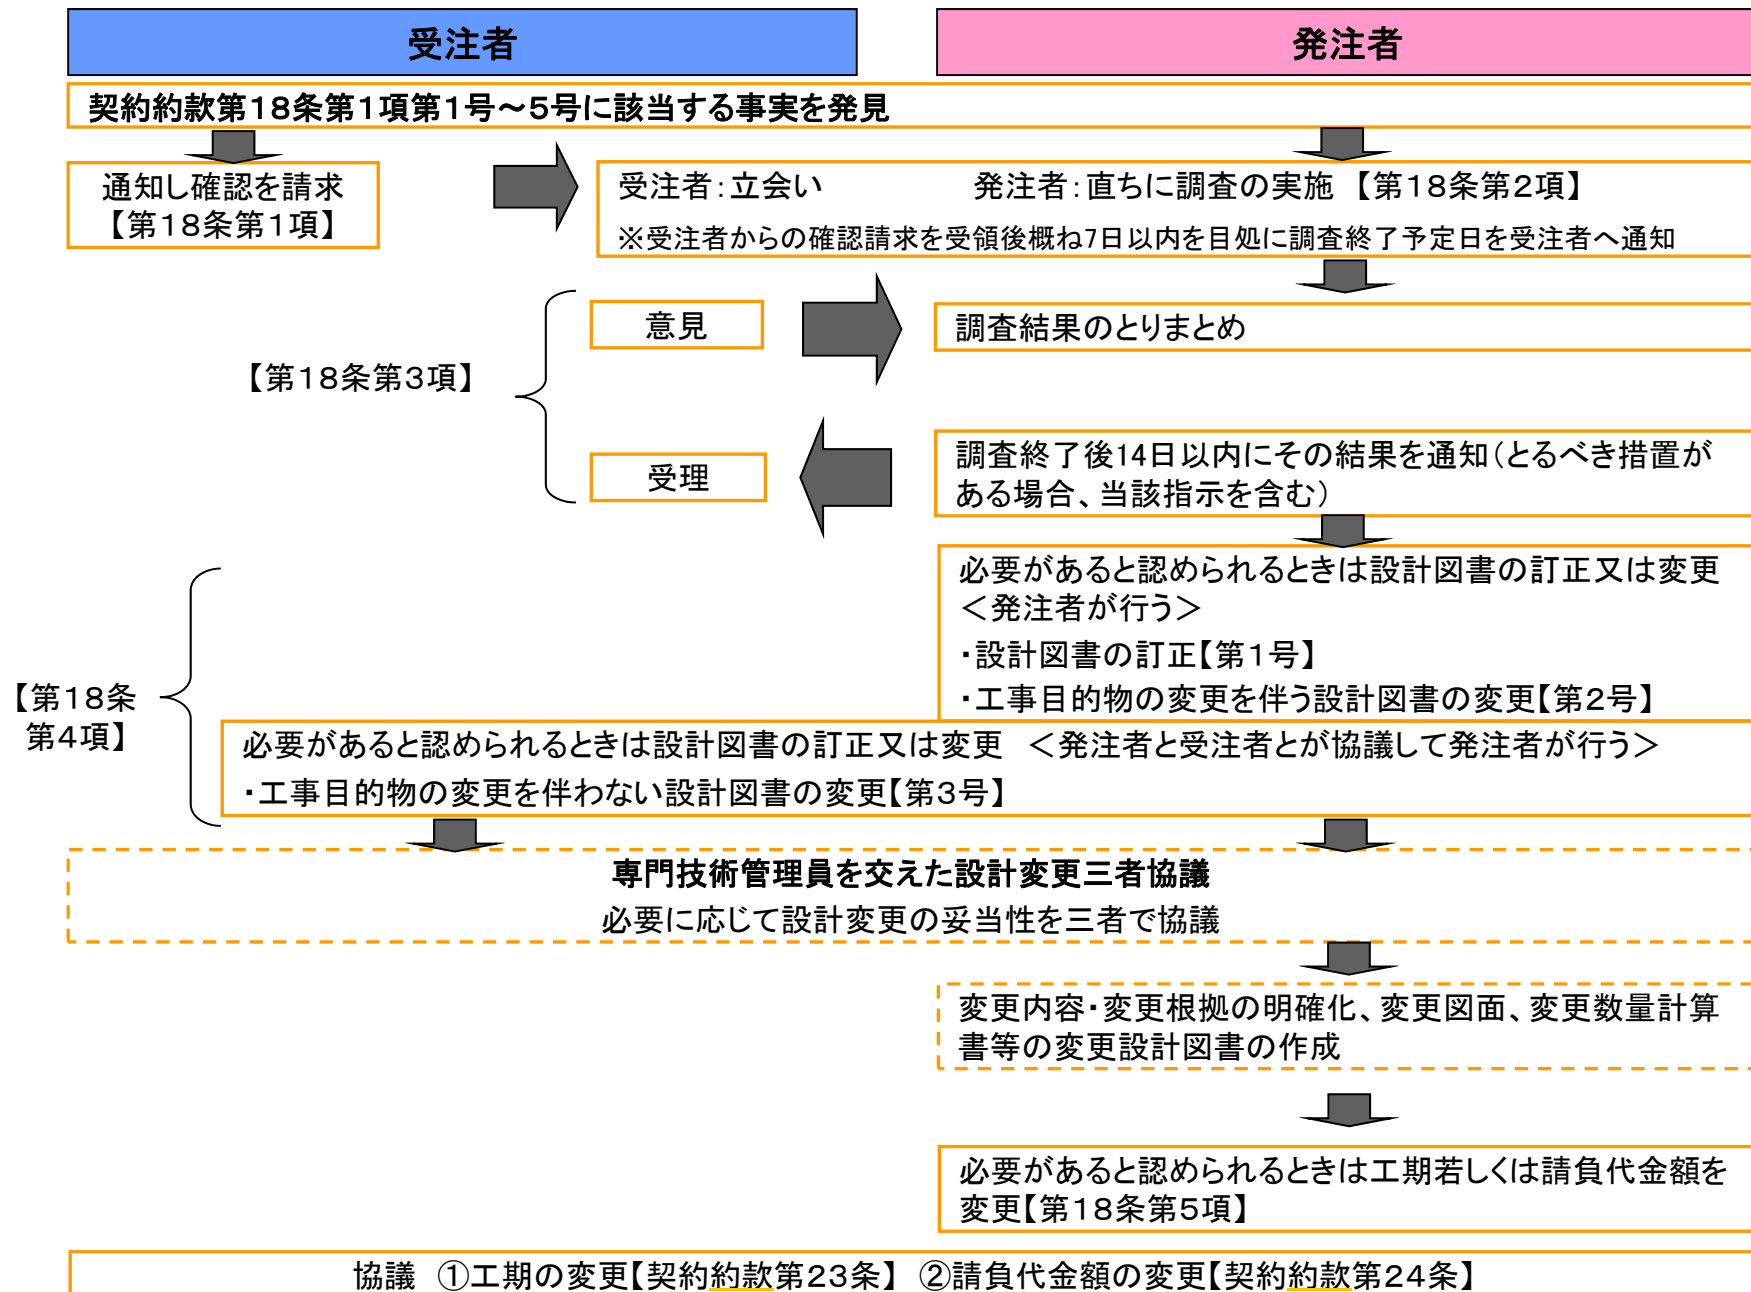 受注者
発注者
契約約款第18条第1項第1号～5号に該当する事実を発見
通知し確認を請求
【第18条第1項】
受注者：立会い　発注者：直ちに調査の実施 【第18条第2項】
※受注者からの確認請求を受領後概ね7日以内を目処に調査終了予定日を受注者へ通知
意見
調査結果のとりまとめ
【第18条第3項】
受理
調査終了後14日以内にその結果を通知（とるべき措置が
ある場合、当該指示を含む）
必要があると認められるときは設計図書の訂正又は変更
＜発注者が行う＞
・設計図書の訂正【第1号】
・工事目的物の変更を伴う設計図書の変更【第2号】
【第18条
第4項】
必要があると認められるときは設計図書の訂正又は変更　＜発注者と受注者とが協議して発注者が行う＞
・工事目的物の変更を伴わない設計図書の変更【第3号】
専門技術管理員を交えた設計変更三者協議
必要に応じて設計変更の妥当性を三者で協議
変更内容・変更根拠の明確化、変更図面、変更数量計算
書等の変更設計図書の作成
必要があると認められるときは工期若しくは請負代金額を
変更【第18条第5項】
協議　①工期の変更【契約約款第23条】　②請負代金額の変更【契約約款第24条】